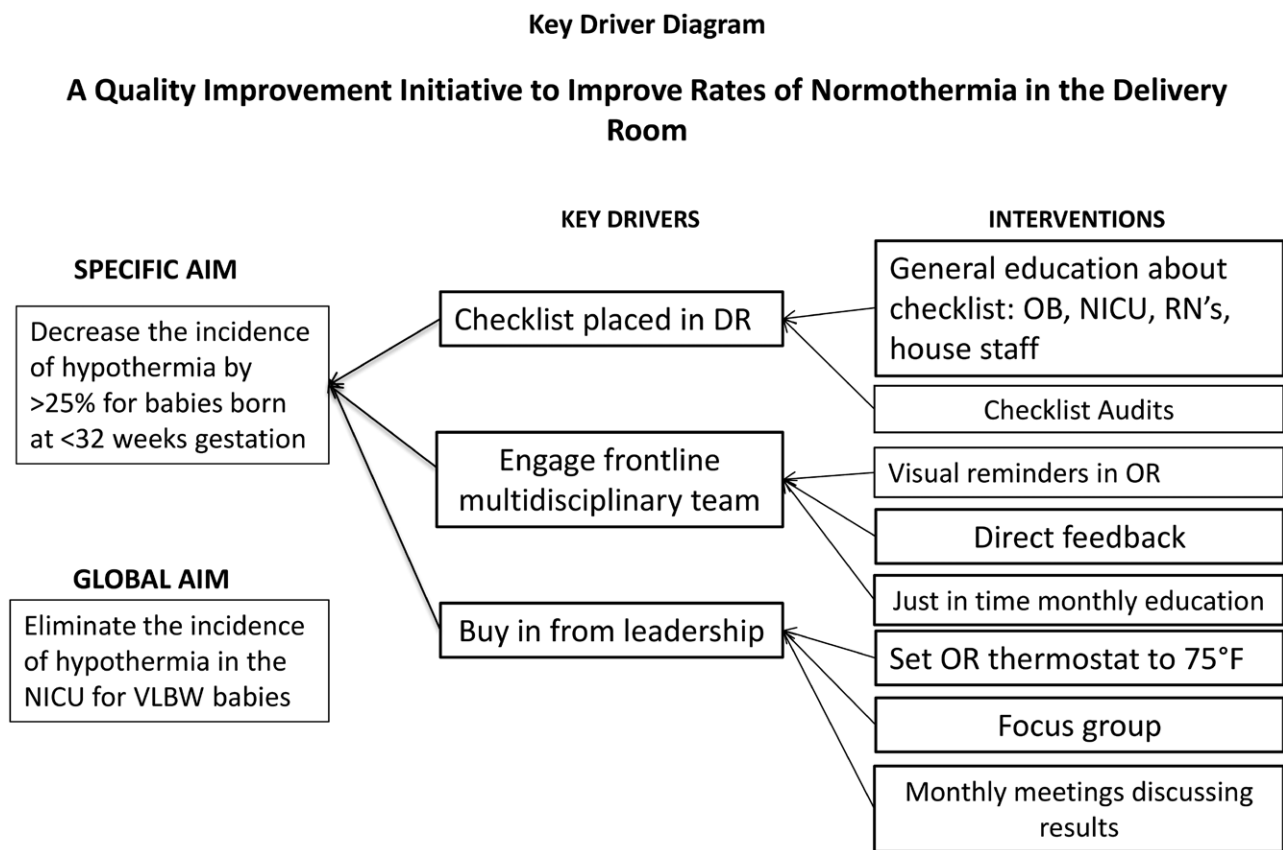 Key Driver Diagram
A Quality Improvement Initiative to Improve Rates of Normothermia in the Delivery
Room
SPECIFIC AIM
Decrease the incidence
of hypothermia by
>25% for babies born
at <32 weeks gestation
GLOBAL AIM
Eliminate the incidence
of hypothermia in the
NICU for VLBW babies
KEY DRIVERS
Checklist placed in DR
Engage frontline
multidisciplinary team
Buy in from leadership
INTERVENTIONS
General education about
checklist: OB, NICU, RN’s,
house staff
Checklist Audits
Visual reminders in OR
Direct feedback
Just in time monthly education
Set OR thermostat to 75°F
Focus group
Monthly meetings discussing
results